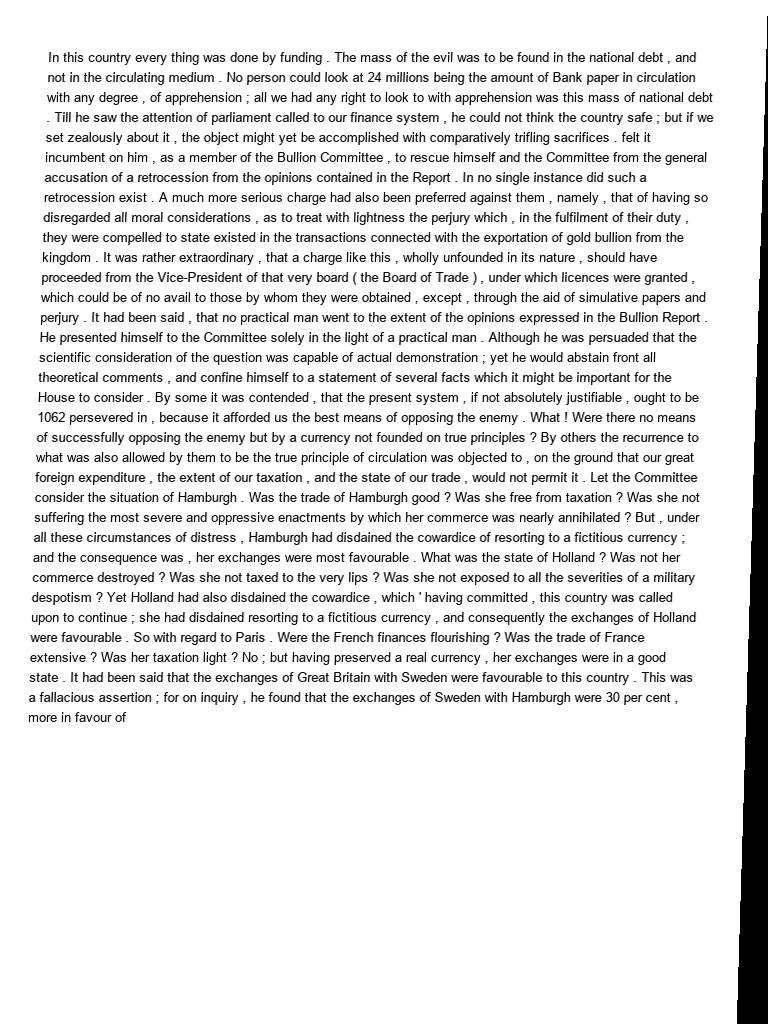 In this country every thing was done by funding . The mass of the evil was to be found in the national debt , and
not in the circulating medium . No person could look at 24 millions being the amount of Bank paper in circulation
with any degree , of apprehension ; all we had any right to look to with apprehension was this mass of national debt
. Till he saw the attention of parliament called to our finance system , he could not think the country safe ; but if we
set zealously about it , the object might yet be accomplished with comparatively trifling sacrifices . felt it
incumbent on him , as a member of the Bullion Committee , to rescue himself and the Committee from the general
accusation of a retrocession from the opinions contained in the Report . In no single instance did such a
retrocession exist . A much more serious charge had also been preferred against them , namely , that of having so
disregarded all moral considerations , as to treat with lightness the perjury which , in the fulfilment of their duty ,
they were compelled to state existed in the transactions connected with the exportation of gold bullion from the
kingdom . It was rather extraordinary , that a charge like this , wholly unfounded in its nature , should have
proceeded from the Vice-President of that very board ( the Board of Trade ) , under which licences were granted ,
which could be of no avail to those by whom they were obtained , except , through the aid of simulative papers and
perjury . It had been said , that no practical man went to the extent of the opinions expressed in the Bullion Report .
He presented himself to the Committee solely in the light of a practical man . Although he was persuaded that the
scientific consideration of the question was capable of actual demonstration ; yet he would abstain front all
theoretical comments , and confine himself to a statement of several facts which it might be important for the
House to consider . By some it was contended , that the present system , if not absolutely justifiable , ought to be
1062 persevered in , because it afforded us the best means of opposing the enemy . What ! Were there no means
of successfully opposing the enemy but by a currency not founded on true principles ? By others the recurrence to
what was also allowed by them to be the true principle of circulation was objected to , on the ground that our great
foreign expenditure , the extent of our taxation , and the state of our trade , would not permit it . Let the Committee
consider the situation of Hamburgh . Was the trade of Hamburgh good ? Was she free from taxation ? Was she not
suffering the most severe and oppressive enactments by which her commerce was nearly annihilated ? But , under
all these circumstances of distress , Hamburgh had disdained the cowardice of resorting to a fictitious currency ;
and the consequence was , her exchanges were most favourable . What was the state of Holland ? Was not her
commerce destroyed ? Was she not taxed to the very lips ? Was she not exposed to all the severities of a military
despotism ? Yet Holland had also disdained the cowardice , which ' having committed , this country was called
upon to continue ; she had disdained resorting to a fictitious currency , and consequently the exchanges of Holland
were favourable . So with regard to Paris . Were the French finances flourishing ? Was the trade of France
extensive ? Was her taxation light ? No ; but having preserved a real currency , her exchanges were in a good
state . It had been said that the exchanges of Great Britain with Sweden were favourable to this country . This was
a fallacious assertion ; for on inquiry , he found that the exchanges of Sweden with Hamburgh were 30 per cent ,
more in favour of